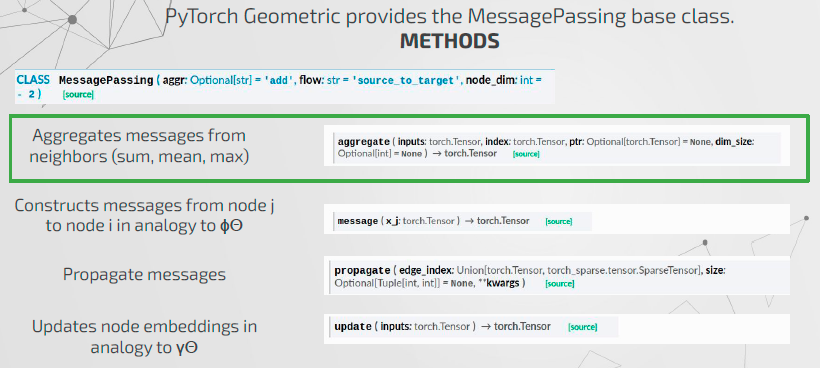 PyTorch Geometric provides the MessagePassing base class.
METHODS
CLASS MessagePassing ( aggr: Optional[str] = 'add', flow: str = 'source_to_target', node_dim: int =
- 2 ) [source]
Aggregates messages from
neighbors (sum, mean, max)
aggregate ( inputs: torch.Tensor, index: torch.Tensor, ptr: Optional[torch.Tensor] = None, dim_size:
Optional[int] = None ) → torch.Tensor [source]
Constructs messages from node j
to node i in analogy to ϕΘ
message ( x_j: torch.Tensor ) → torch.Tensor [source]
Propagate messages
propagate ( edge_index: Union[torch.Tensor, torch_sparse.tensor.SparseTensor], size:
Optional[Tuple[int, int]] = None, **kwargs ) [source]
Updates node embeddings in
analogy to γΘ
update ( inputs: torch.Tensor ) → torch.Tensor [source]